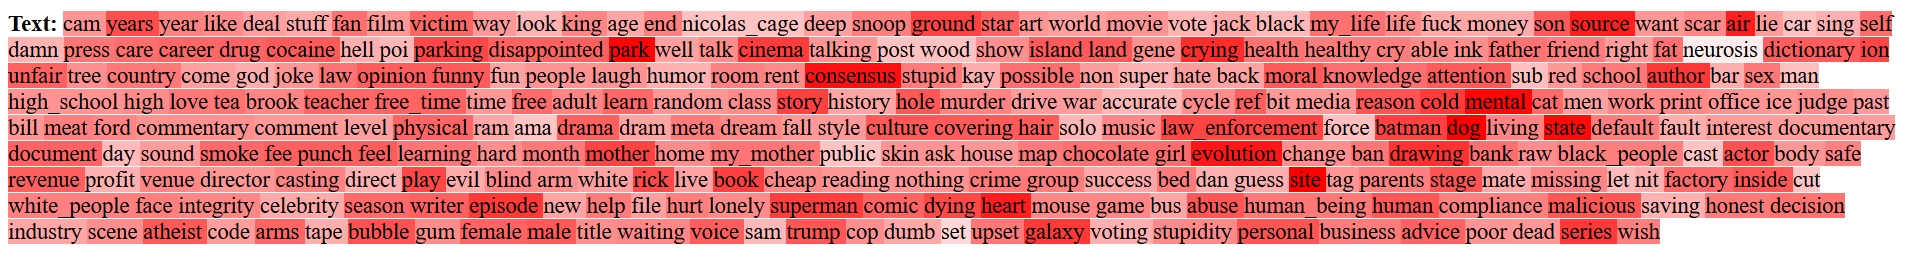 Text: cam years year like deal stuff fan film victim way look king age end nicolas_cage deep snoop ground star art world movie vote jack black my_life life fuck money son source want scar air lie car sing self
damn press care career drug cocaine hell poi parking disappointed park well talk cinema talking post wood show island land gene crying health healthy cry able ink father friend right fat neurosis dictionary ion
unfair tree country come god joke law opinion funny fun people laugh humor room rent consensus stupid kay possible non super hate back moral knowledge attention sub red school author bar sex man
high_school high love tea brook teacher free_time time free adult learn random class story history hole murder drive war accurate cycle ref bit media reason cold mental cat men work print office ice judge past
bill meat ford commentary comment level physical ram ama drama dram meta dream fall style culture covering hair solo music law_enforcement force batman dog living state default fault interest documentary
document day sound smoke fee punch feel learning hard month mother home my_mother public skin ask house map chocolate girl evolution change ban drawing bank raw black_people cast actor body safe
revenue profit venue director casting direct play evil blind arm white rick live book cheap reading nothing crime group success bed dan guess site tag parents stage mate missing let nit factory inside cut
white_people face integrity celebrity season writer episode new help file hurt lonely superman comic dying heart mouse game bus abuse human_being human compliance malicious saving honest decision
industry scene atheist code arms tape bubble gum female male title waiting voice sam trump cop dumb set upset galaxy voting stupidity personal business advice poor dead series wish